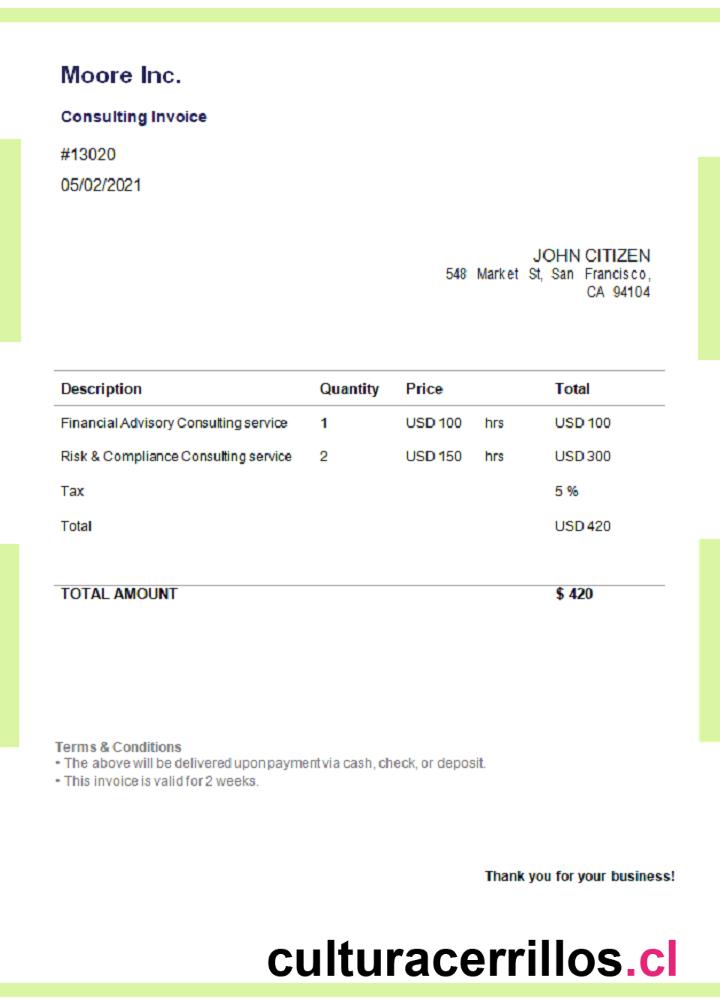 Moore Inc.
Consulting Invoice
#13020
05/02/2021
JOHN CITIZEN
548 Market St, San Francisco,
CA 94104
Description Quantity Price Total
Financial Advisory Consulting service 1 USD 100 hrs USD 100
Risk & Compliance Consulting service 2 USD 150 hrs USD 300
Tax 5 %
Total USD 420
TOTAL AMOUNT $ 420
Terms & Conditions
• The above will be delivered upon payment via cash, check, or deposit.
• This invoice is valid for 2 weeks.
Thank you for your business!
culturacerrillos.cl